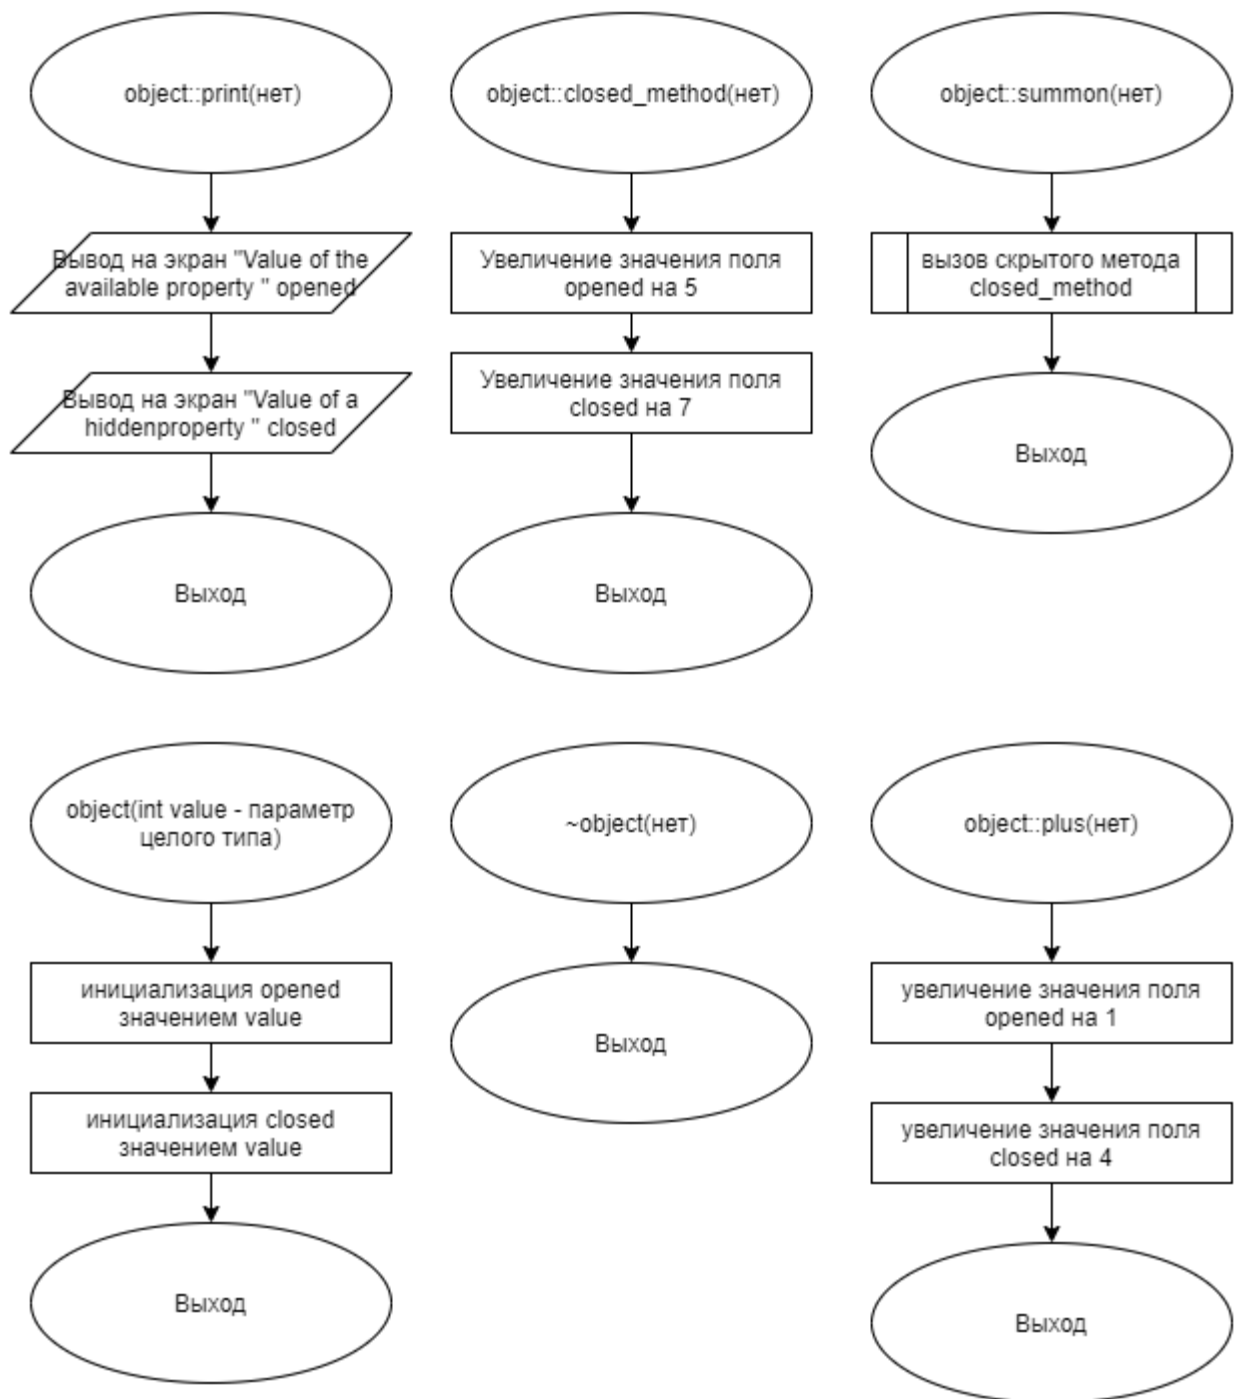 object::print(нет)
Вывод на экран "Value of the
available property " opened
Вывод на экран "Value of a
hiddenproperty " closed
Выход
object::closed_method(нет)
Увеличение значения поля
opened на 5
Увеличение значения поля
closed на 7
Выход
object::summon(нет)
вызов скрытого метода
closed_method
Выход
object(int value - параметр
целого типа)
инициализация opened
значением value
инициализация closed
значением value
Выход
~object(нет)
Выход
object::plus(нет)
увеличение значения поля
opened на 1
увеличение значения поля
closed на 4
Выход